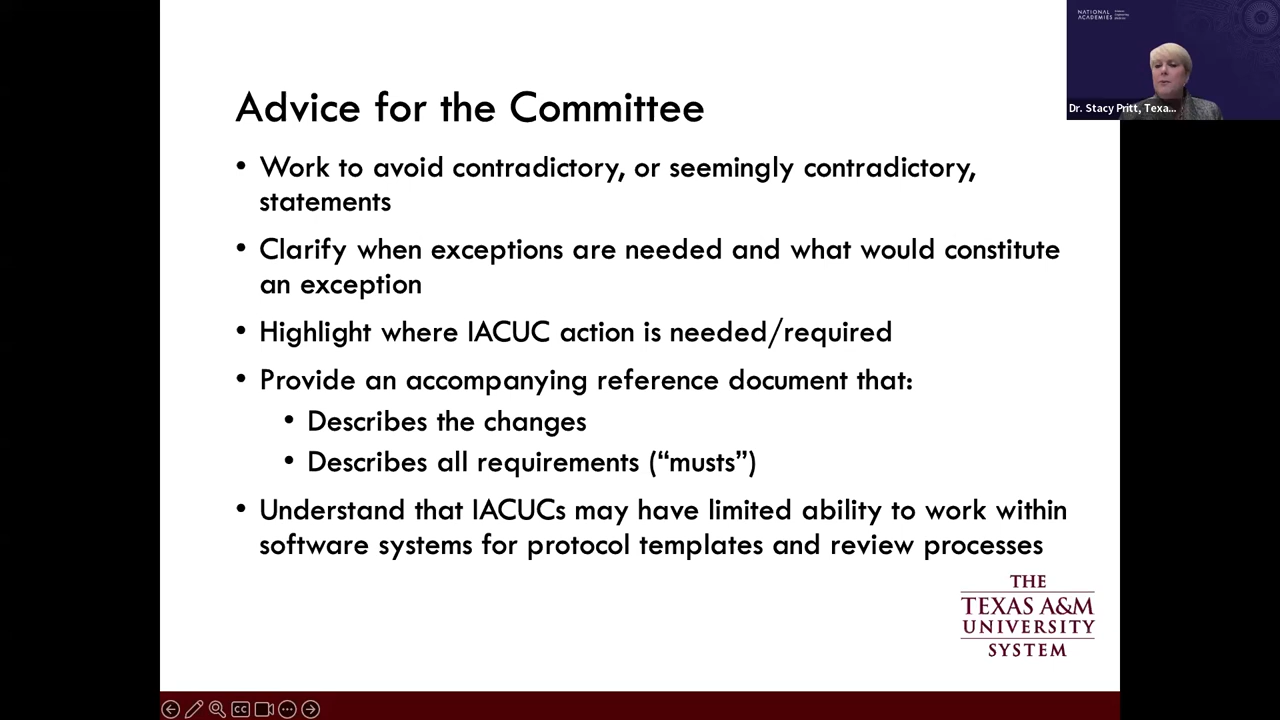 NATIONAL
ACADEMIES
Dr. Stacy Pritt, Texa...
Advice for the Committee
• Work to avoid contradictory, or seemingly contradictory,
statements
• Clarify when exceptions are needed and what would constitute
an exception
• Highlight where IACUC action is needed/required
• Provide an accompanying reference document that:
• Describes the changes
• Describes all requirements (“musts”)
• Understand that IACUCs may have limited ability to work within
software systems for protocol templates and review processes
THE
TEXAS A&M
UNIVERSITY
SYSTEM
CC